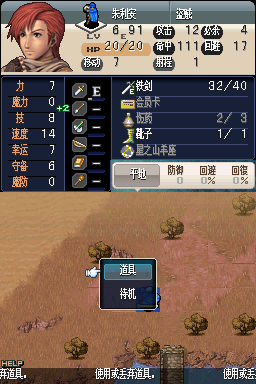 朱利安 盗贼
LV 6 E 91 攻击 12 必杀 4
HP 20/20 命中 111 回避 17
移动 7 射程 1
力 7 E 铁剑 32/40
魔力 0 +2 -- 会员卡
技 8 -- 伤药 2/ 3
速度 14 -- 靴子 1/ 1
幸运 7 -- 星之山羊座
守备 6 --
魔防 0 --
平地 防御 回避 回復
0% 0% 0%
道具
待机
HELP
弃道具。 使用或丢弃道具。 使用或丢